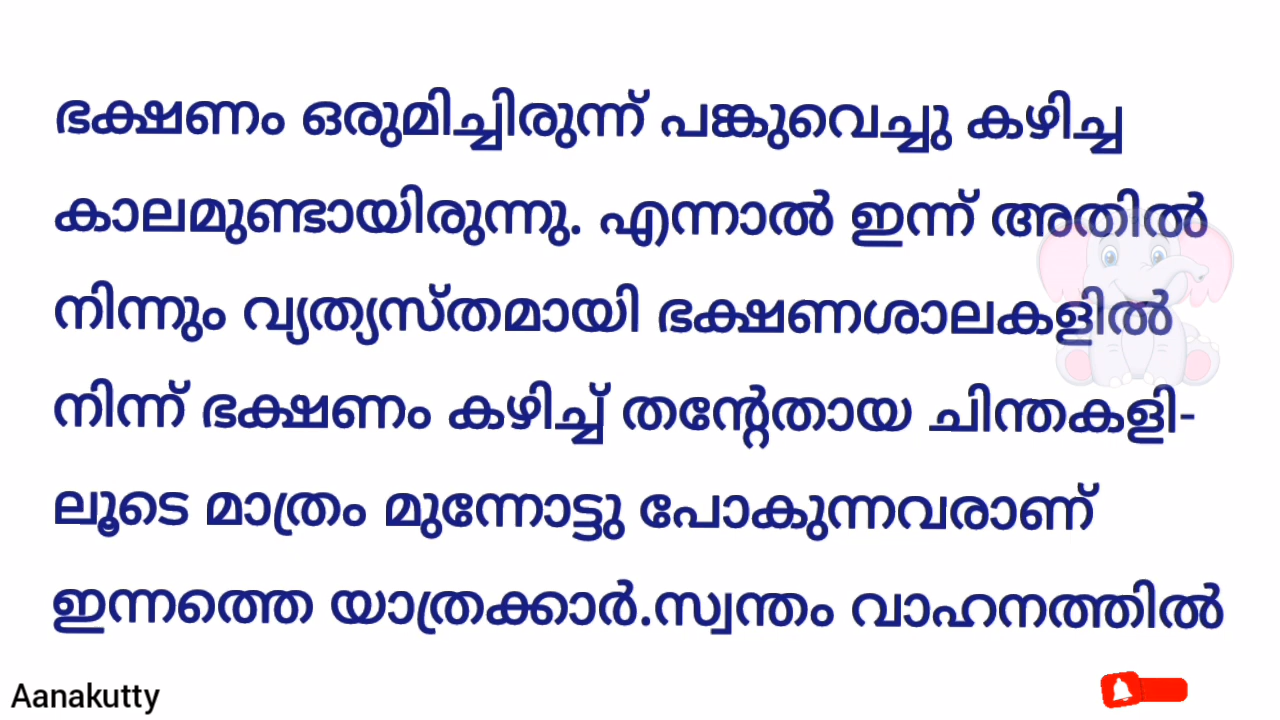 ഭക്ഷണം ഒരുമിച്ചിരുന്ന് പങ്കുവെച്ചു കഴിച്ച
കാലമുണ്ടായിരുന്നു. എന്നാൽ ഇന്ന് അതിൽ
നിന്നും വ്യത്യസ്തമായി ഭക്ഷണശാലകളിൽ
നിന്ന് ഭക്ഷണം കഴിച്ച് തന്റേതായ ചിന്തകളി-
ലൂടെ മാത്രം മുന്നോട്ടു പോകുന്നവരാണ്
ഇന്നത്തെ യാത്രക്കാർ.സ്വന്തം വാഹനത്തിൽ
Aanakutty